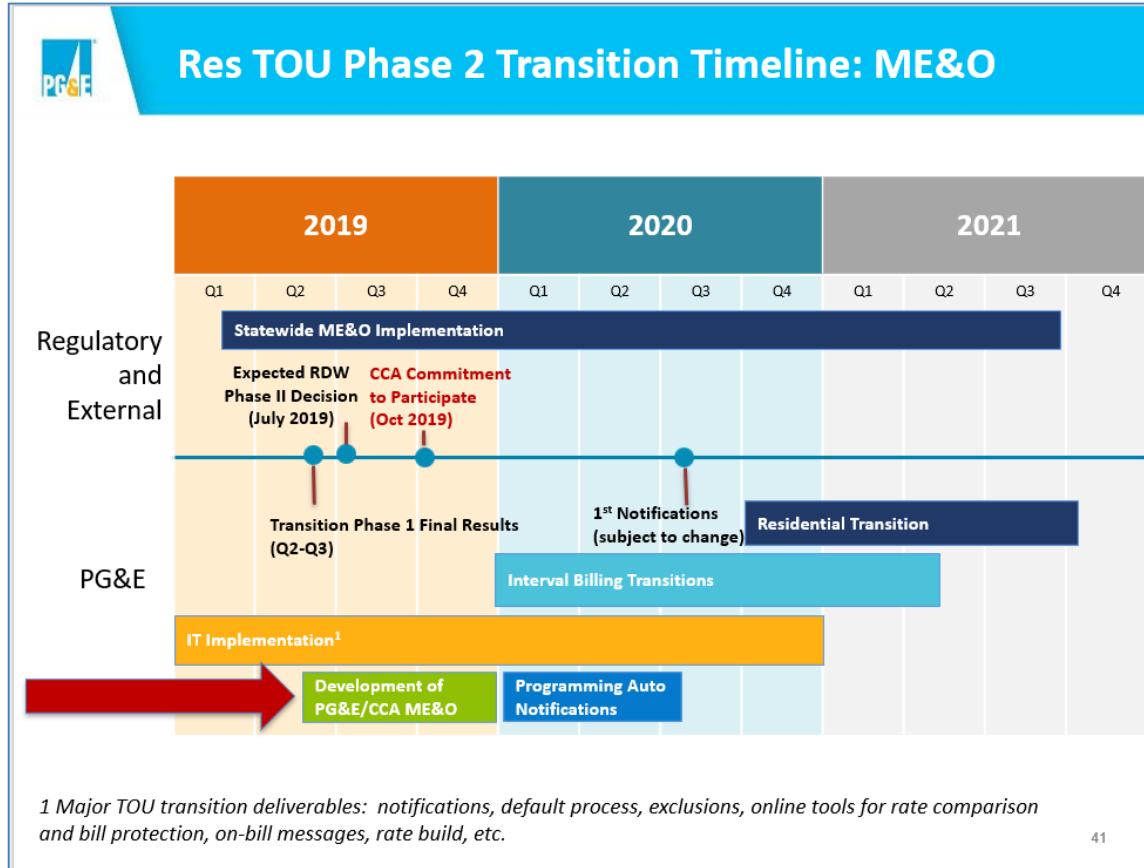 PG&E
Res TOU Phase 2 Transition Timeline: ME&O
2019
2020
2021
Q1 Q2 Q3 Q4 Q1 Q2 Q3 Q4 Q1 Q2 Q3 Q4
Regulatory
and
External
Statewide ME&O Implementation
Expected RDW
Phase II Decision
(July 2019)
CCA Commitment
to Participate
(Oct 2019)
Transition Phase 1 Final Results
(Q2-Q3)
1st Notifications
(subject to change)
Residential Transition
PG&E
Interval Billing Transitions
IT Implementation1
Development of
PG&E/CCA ME&O
Programming Auto
Notifications
1 Major TOU transition deliverables: notifications, default process, exclusions, online tools for rate comparison
and bill protection, on-bill messages, rate build, etc.
41